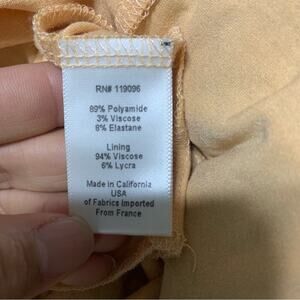 RN# 119096
89% Polyamide
3% Viscose
8% Elastane
Lining
94% Viscose
6% Lycra
Made in California
USA
of Fabrics Imported
From France